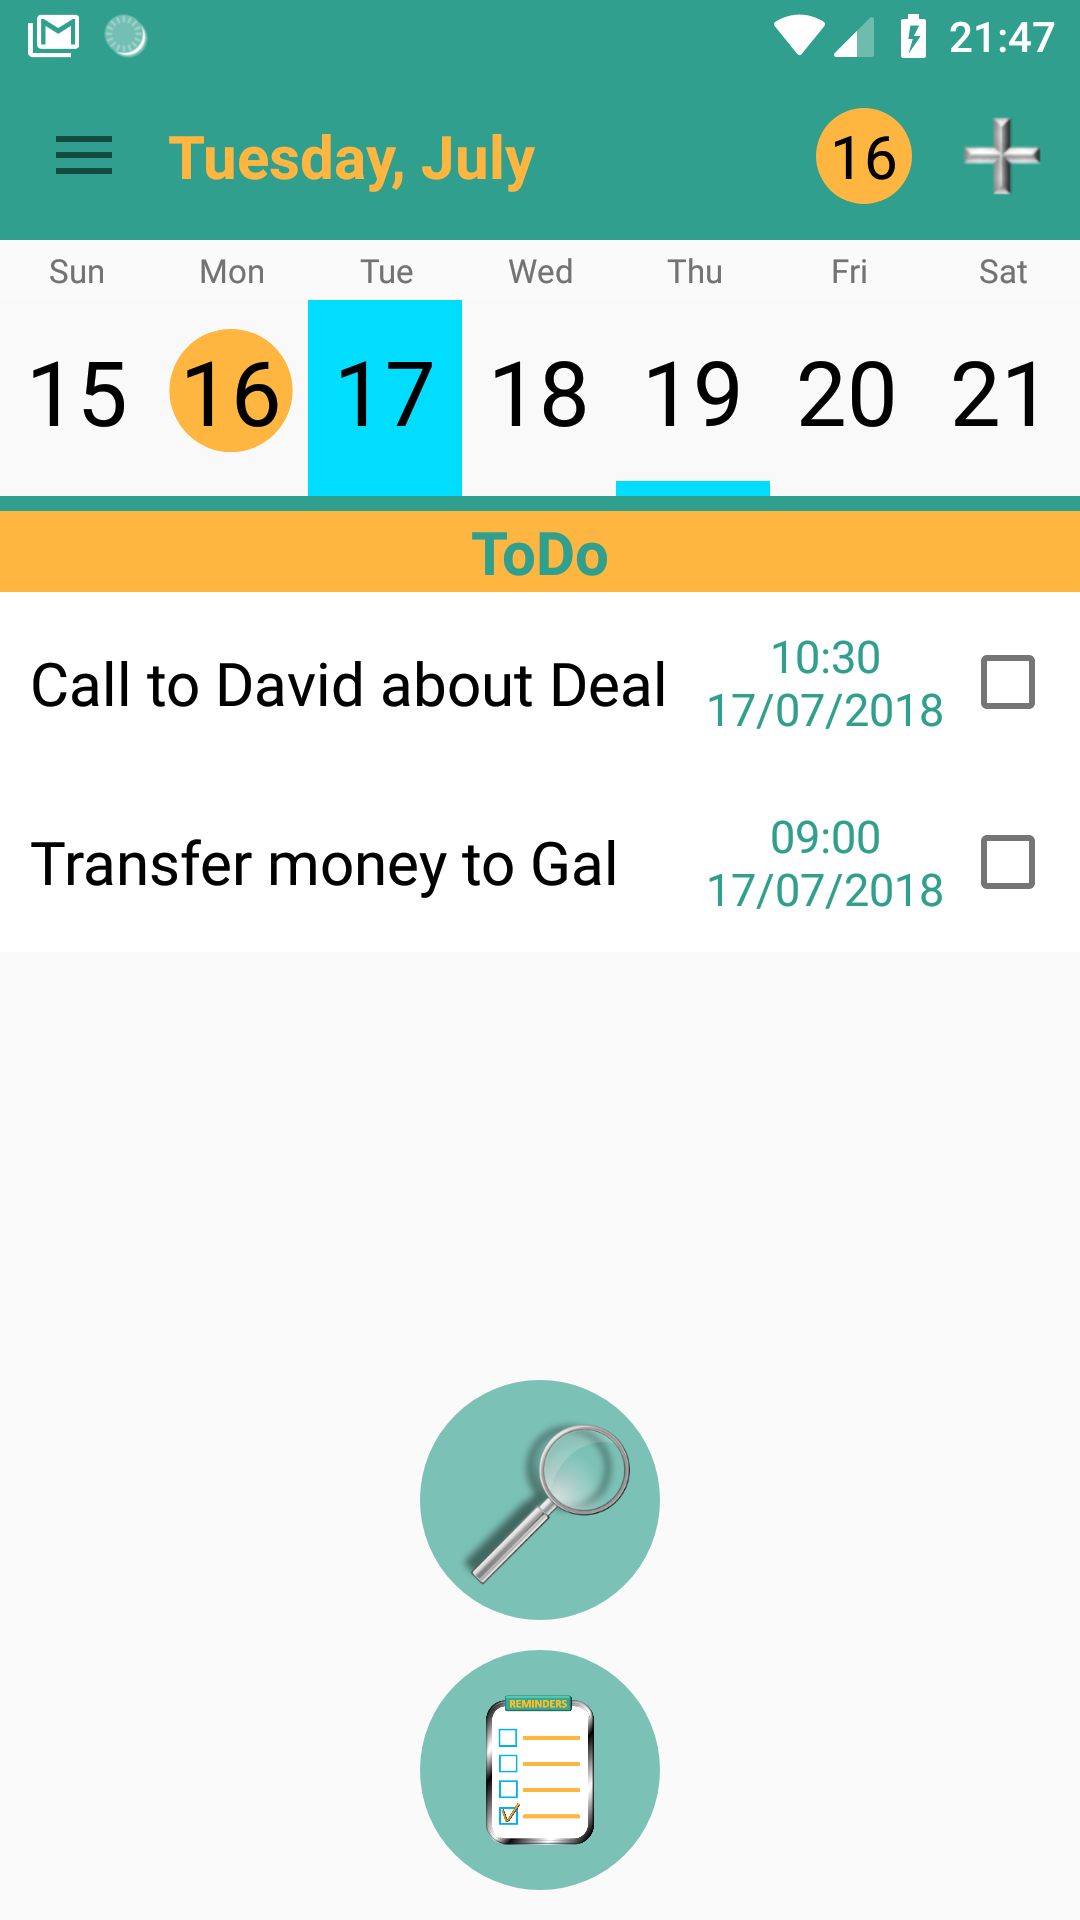 21:47
Tuesday, July 16
Sun Mon Tue Wed Thu Fri Sat
15 16 17 18 19 20 21
ToDo
Call to David about Deal
10:30
17/07/2018
Transfer money to Gal
09:00
17/07/2018
REMINDERS